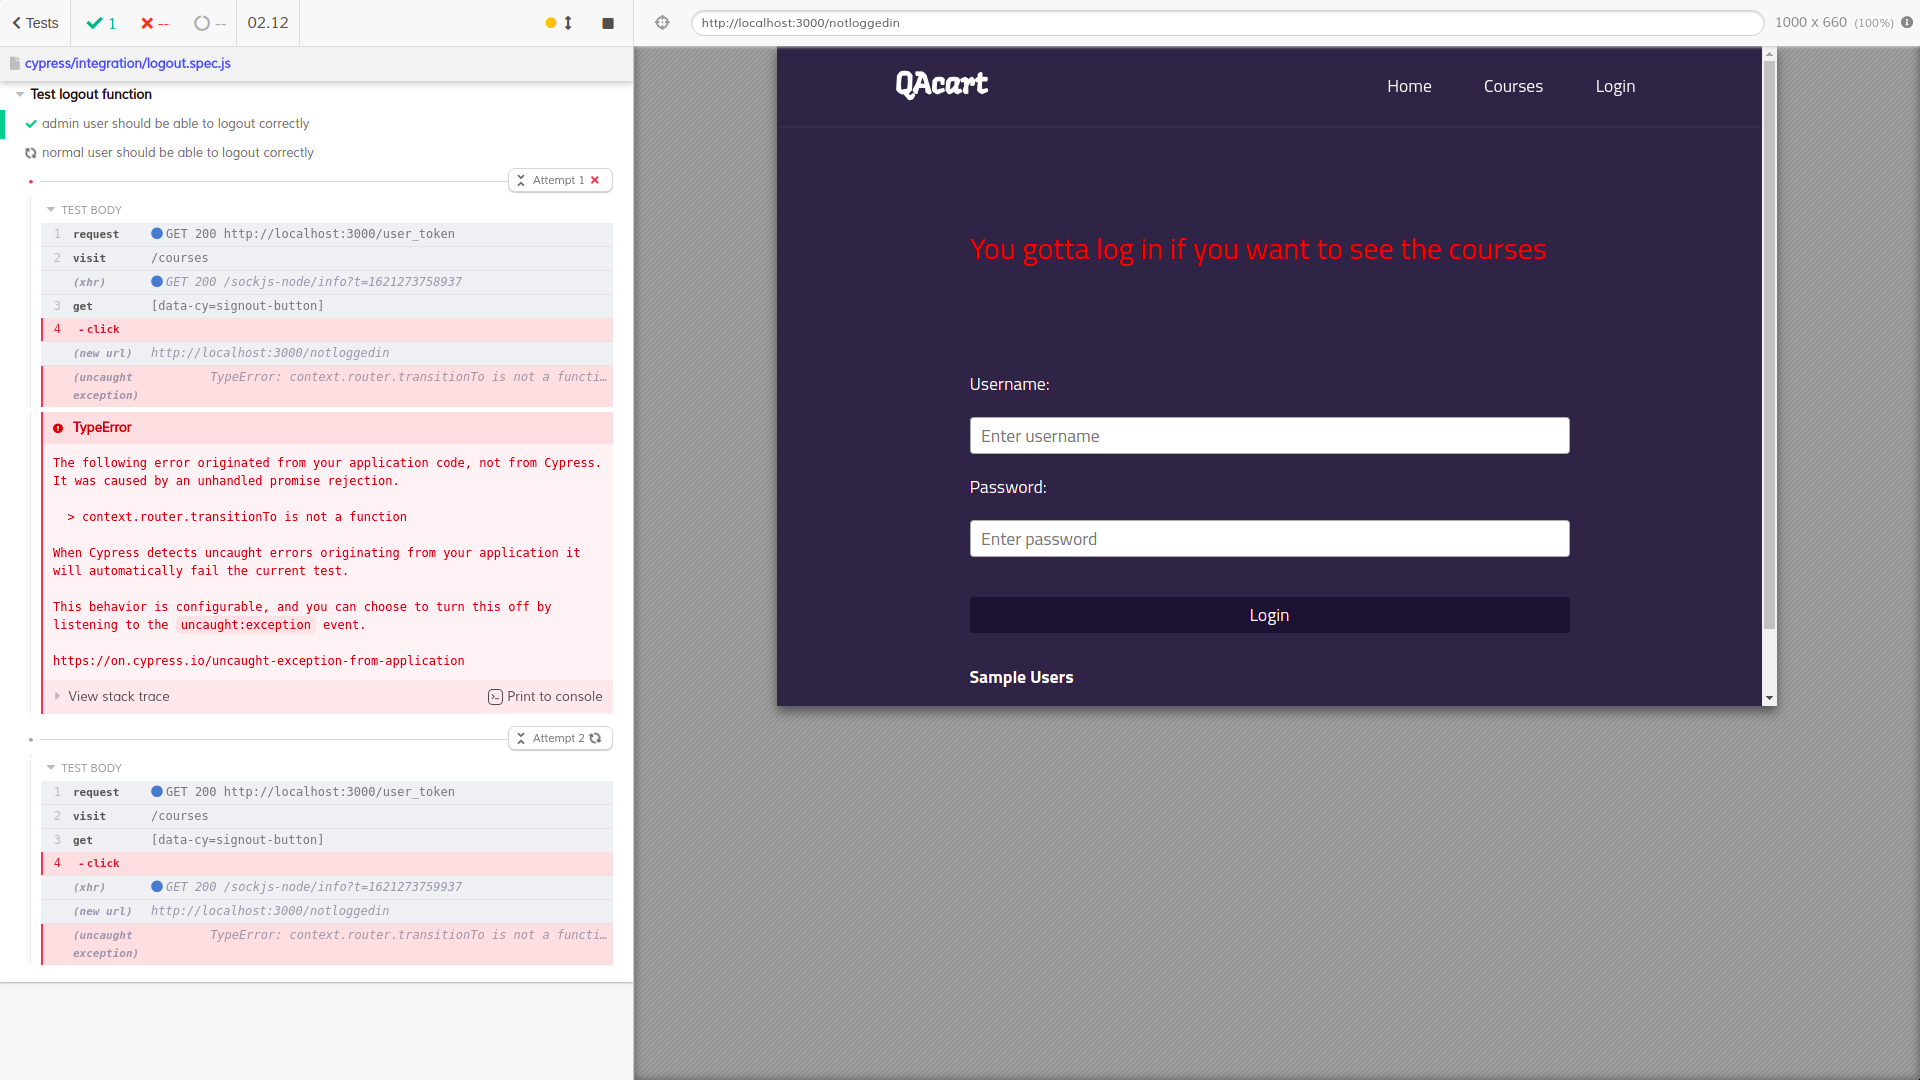 Tests
1
--
--
02.12
cypress/integration/logout.spec.js
Test logout function
admin user should be able to logout correctly
normal user should be able to logout correctly
Attempt 1
TEST BODY
1 request GET 200 http://localhost:3000/user_token
2 visit /courses
(xhr) GET 200 /sockjs-node/info?t=1621273758937
3 get [data-cy=signout-button]
4 -click
(new url) http://localhost:3000/notloggedin
(uncaught exception) TypeError: context.router.transitionTo is not a functi…
TypeError
The following error originated from your application code, not from Cypress.
It was caused by an unhandled promise rejection.
> context.router.transitionTo is not a function
When Cypress detects uncaught errors originating from your application it
will automatically fail the current test.
This behavior is configurable, and you can choose to turn this off by
listening to the uncaught:exception event.
https://on.cypress.io/uncaught-exception-from-application
View stack trace
Print to console
Attempt 2
TEST BODY
1 request GET 200 http://localhost:3000/user_token
2 visit /courses
3 get [data-cy=signout-button]
4 -click
(xhr) GET 200 /sockjs-node/info?t=1621273759937
(new url) http://localhost:3000/notloggedin
(uncaught exception) TypeError: context.router.transitionTo is not a functi…
http://localhost:3000/notloggedin
1000 x 660 (100%)
QAcart
Home
Courses
Login
You gotta log in if you want to see the courses
Username:
Enter username
Password:
Enter password
Login
Sample Users